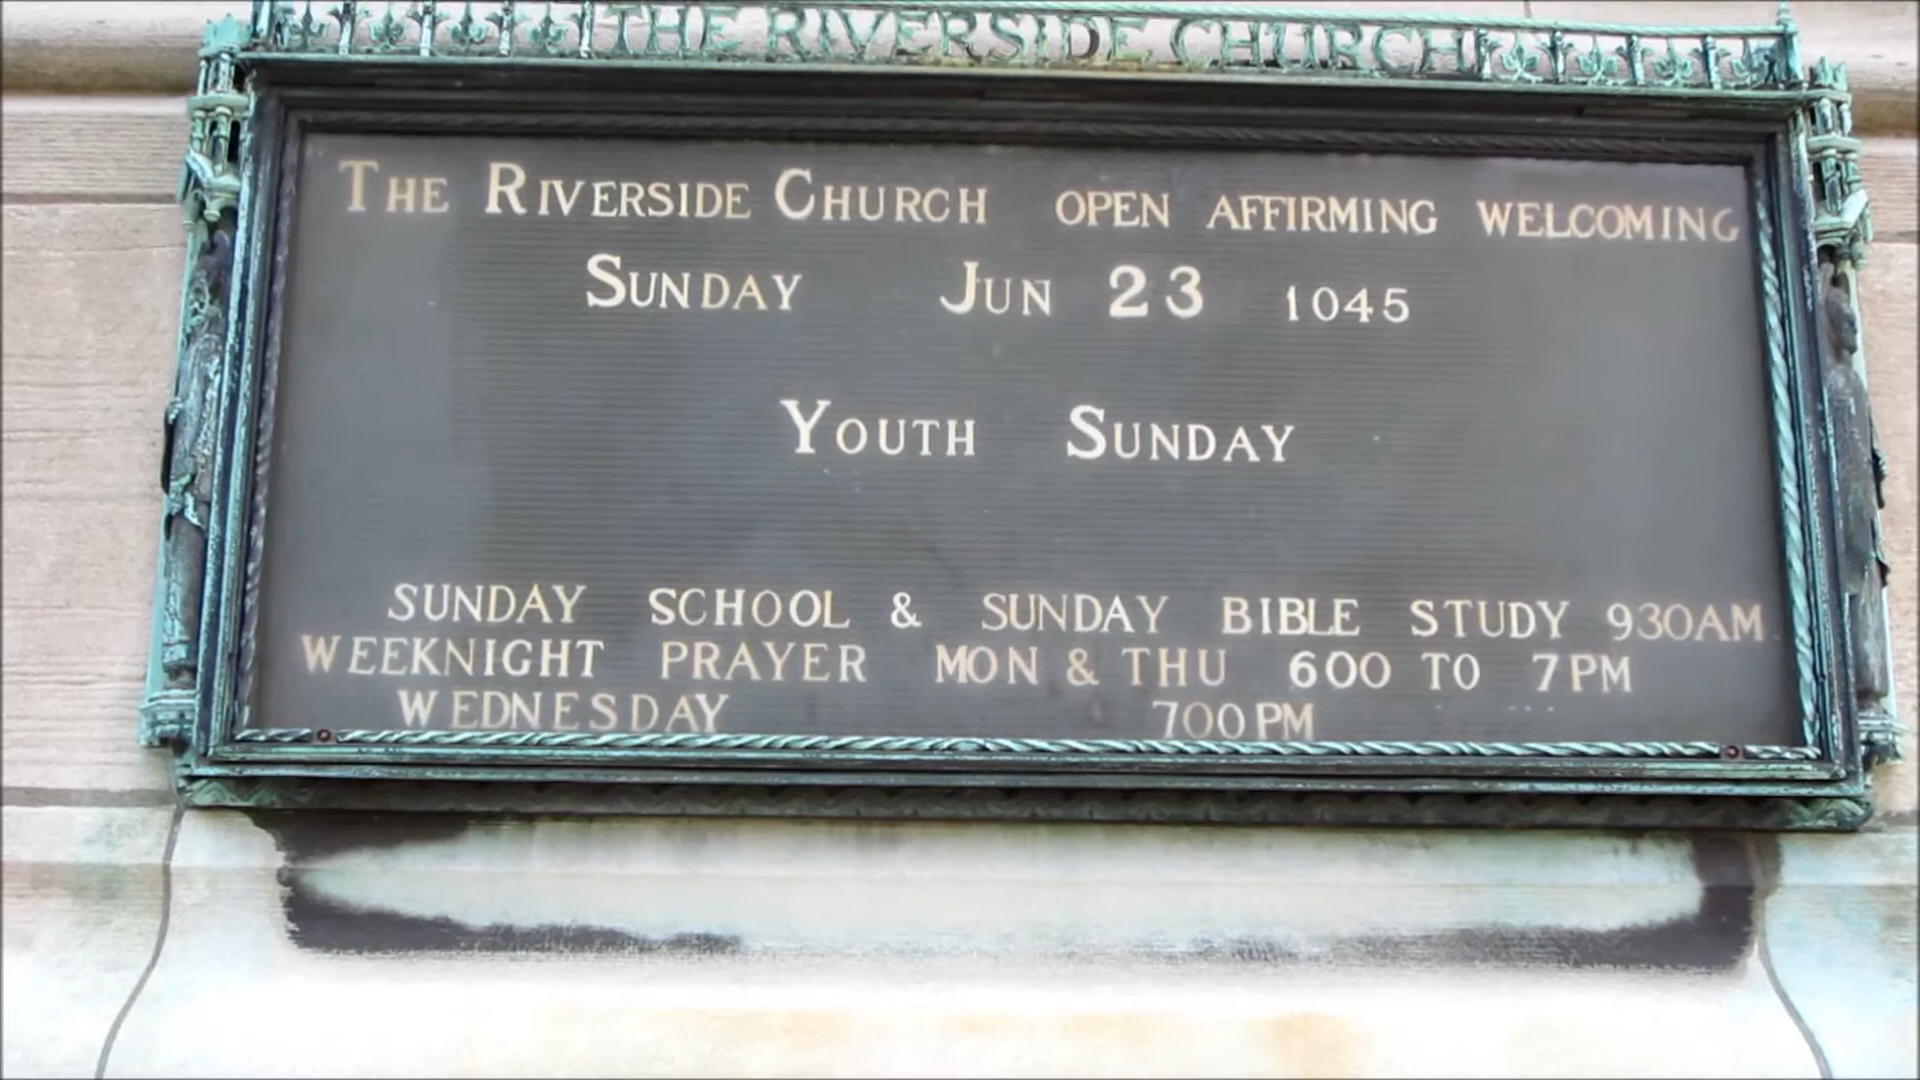 THE RIVERSIDE CHURCH
THE RIVERSIDE CHURCH OPEN AFFIRMING WELCOMING
SUNDAY JUN 23 1045
YOUTH SUNDAY
SUNDAY SCHOOL & SUNDAY BIBLE STUDY 930AM
WEEKNIGHT PRAYER MON & THU 600 TO 7PM
WEDNESDAY 700PM